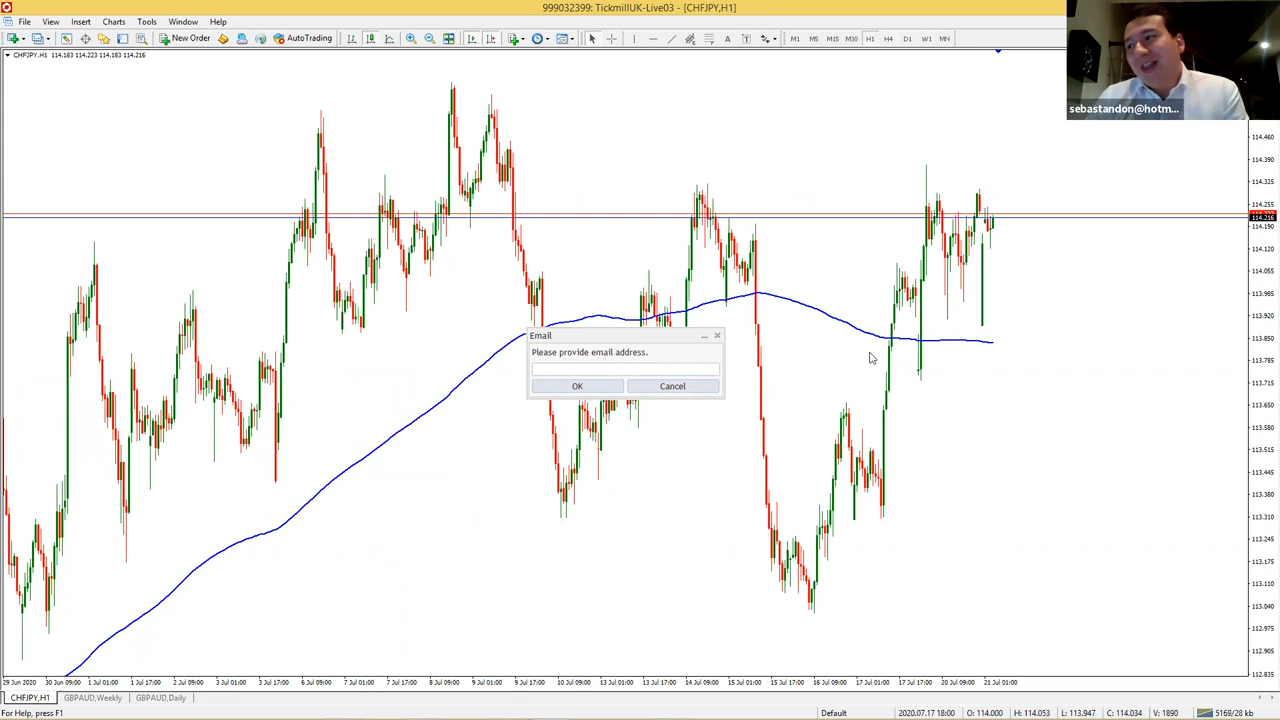 999032399: TickmillUK-Live03 - [CHFJPY,H1]
File View Insert Charts Tools Window Help
New Order AutoTrading M1 M5 M15 M30 H1 H4 D1 W1 MN
CHFJPY,H1 114.183 114.223 114.183 114.216
sebastandon@hotm...
114.460
114.390
114.325
114.255
114.216
114.190
114.120
114.055
113.985
113.920
113.850
113.785
113.715
113.650
113.580
113.515
113.445
113.380
113.310
113.245
113.175
113.110
113.040
112.975
112.905
112.835
Email
Please provide email address.
OK Cancel
29 Jun 2020 30 Jun 09:00 1 Jul 01:00 1 Jul 17:00 2 Jul 09:00 3 Jul 01:00 3 Jul 17:00 6 Jul 09:00 7 Jul 01:00 7 Jul 17:00 8 Jul 09:00 9 Jul 01:00 9 Jul 17:00 10 Jul 09:00 13 Jul 01:00 13 Jul 17:00 14 Jul 09:00 15 Jul 01:00 15 Jul 17:00 16 Jul 09:00 17 Jul 01:00 17 Jul 17:00 20 Jul 09:00 21 Jul 01:00
CHFJPY,H1 GBPAUD,Weekly GBPAUD,Daily
For Help, press F1 Default 2020.07.17 18:00 O: 114.000 H: 114.053 L: 113.947 C: 114.034 V: 1890 5169/28 kb